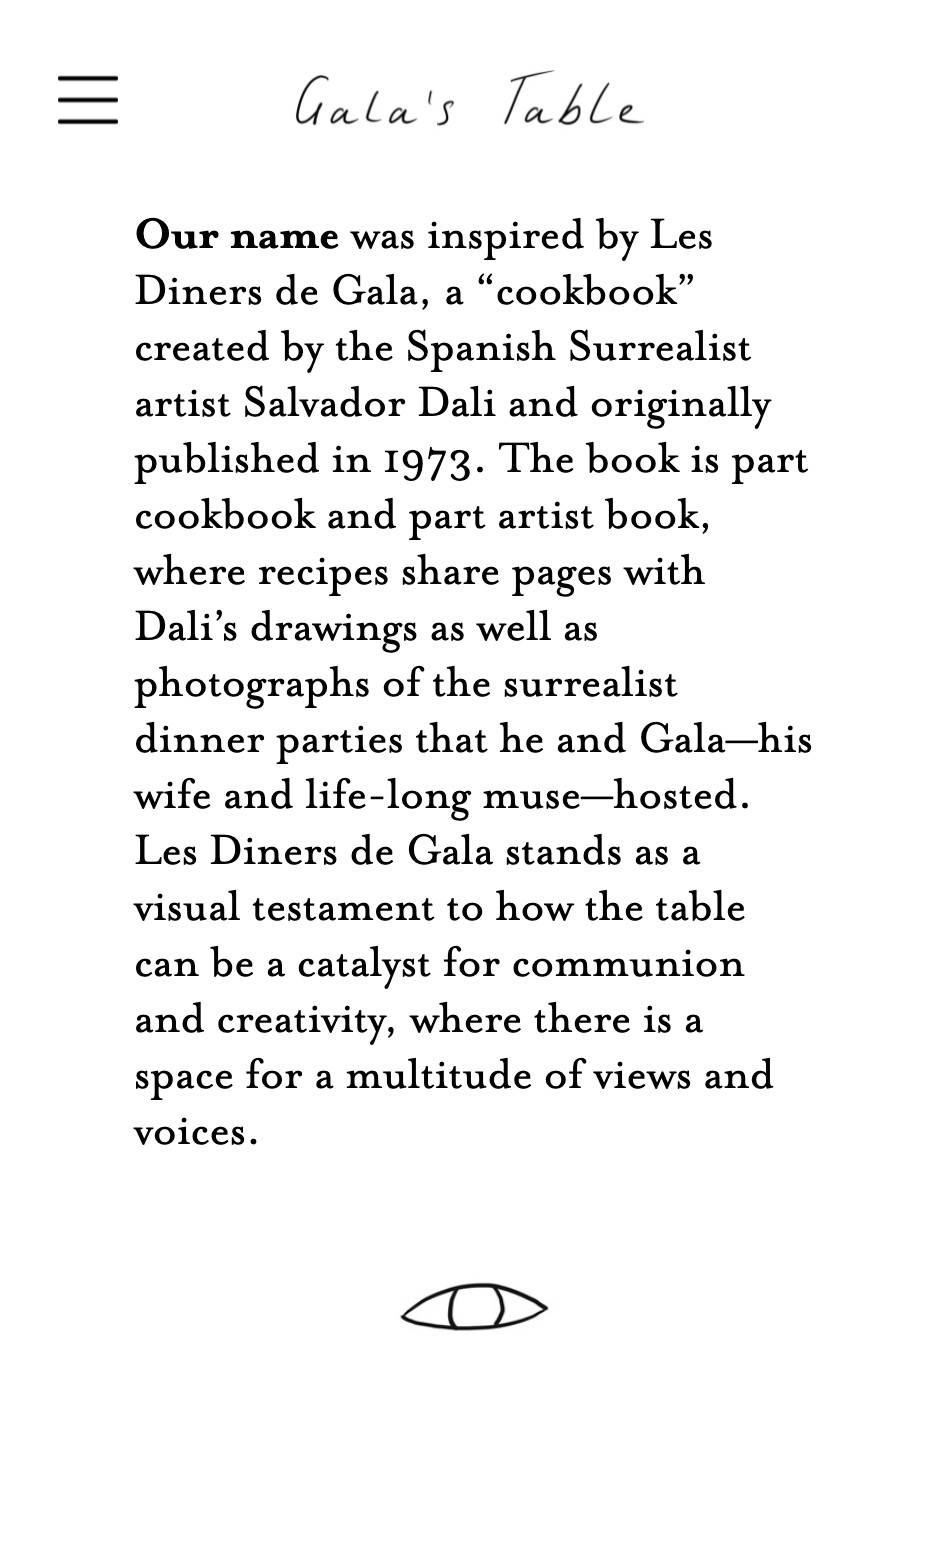 Gala's Table
Our name was inspired by Les
Diners de Gala, a “cookbook”
created by the Spanish Surrealist
artist Salvador Dali and originally
published in 1973. The book is part
cookbook and part artist book,
where recipes share pages with
Dali’s drawings as well as
photographs of the surrealist
dinner parties that he and Gala—his
wife and life-long muse—hosted.
Les Diners de Gala stands as a
visual testament to how the table
can be a catalyst for communion
and creativity, where there is a
space for a multitude of views and
voices.